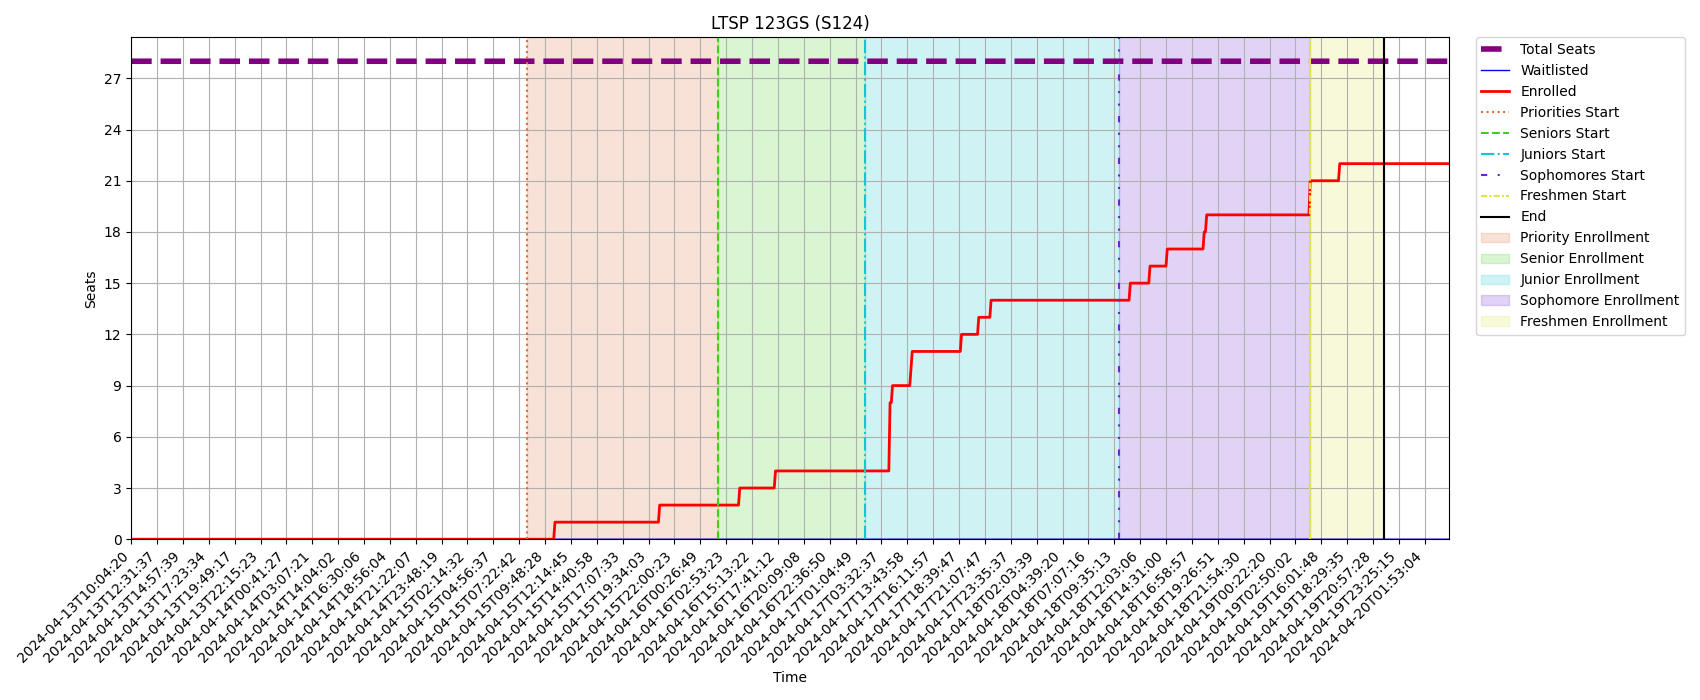 LTSP 123GS (S124)
Total Seats
Waitlisted
Enrolled
Priorities Start
Seniors Start
Juniors Start
Sophomores Start
Freshmen Start
End
Priority Enrollment
Senior Enrollment
Junior Enrollment
Sophomore Enrollment
Freshmen Enrollment
Seats
27
24
21
18
15
12
9
6
3
0
2024-04-13T10:04:20
2024-04-13T12:31:37
2024-04-13T14:57:39
2024-04-13T17:23:34
2024-04-13T19:49:17
2024-04-13T22:15:23
2024-04-14T00:41:27
2024-04-14T03:07:21
2024-04-14T14:04:02
2024-04-14T16:30:06
2024-04-14T18:56:04
2024-04-14T21:22:07
2024-04-14T23:48:19
2024-04-15T02:14:32
2024-04-15T04:56:37
2024-04-15T07:22:42
2024-04-15T09:48:28
2024-04-15T12:14:45
2024-04-15T14:40:58
2024-04-15T17:07:33
2024-04-15T19:34:03
2024-04-15T22:00:23
2024-04-16T00:26:49
2024-04-16T02:53:23
2024-04-16T15:13:22
2024-04-16T17:41:12
2024-04-16T20:09:08
2024-04-16T22:36:50
2024-04-17T01:04:49
2024-04-17T03:32:37
2024-04-17T13:43:58
2024-04-17T16:11:57
2024-04-17T18:39:47
2024-04-17T21:07:47
2024-04-17T23:35:37
2024-04-18T02:03:39
2024-04-18T04:39:20
2024-04-18T07:07:16
2024-04-18T09:35:13
2024-04-18T12:03:06
2024-04-18T14:31:00
2024-04-18T16:58:57
2024-04-18T19:26:51
2024-04-18T21:54:30
2024-04-19T00:22:20
2024-04-19T02:50:02
2024-04-19T16:01:48
2024-04-19T18:29:35
2024-04-19T20:57:28
2024-04-19T23:25:15
2024-04-20T01:53:04
Time